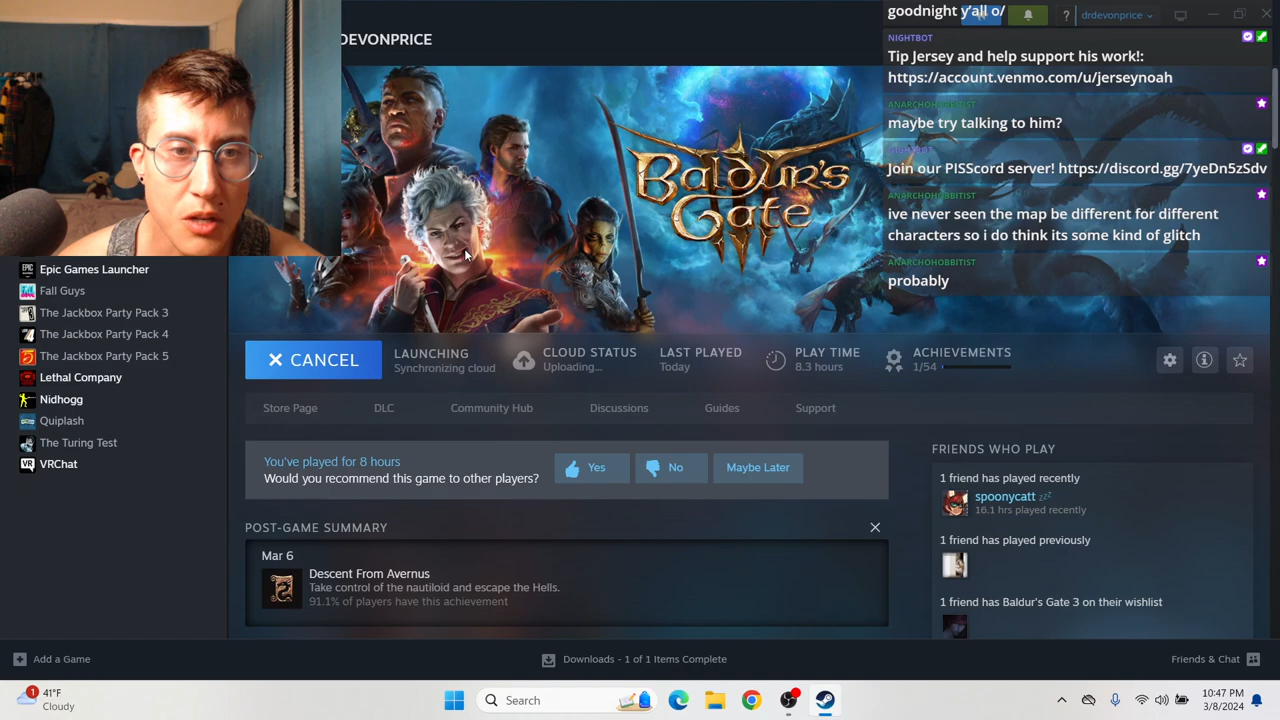 DEVONPRICE
Baldur's
Gate
goodnight y'all o/
? drdevonprice
NIGHTBOT
Tip Jersey and help support his work!:
https://account.venmo.com/u/jerseynoah
ANARCHOHOBBITIST
maybe try talking to him?
NIGHTBOT
Join our PISScord server! https://discord.gg/7yeDn5zSdv
ANARCHOHOBBITIST
ive never seen the map be different for different
characters so i do think its some kind of glitch
ANARCHOHOBBITIST
probably
EPIC GAMES
Epic Games Launcher
Fall Guys
The Jackbox Party Pack 3
The Jackbox Party Pack 4
The Jackbox Party Pack 5
Lethal Company
Nidhogg
Quiplash
The Turing Test
VR VRChat
CANCEL
LAUNCHING
Synchronizing cloud
CLOUD STATUS
Uploading...
LAST PLAYED
Today
PLAY TIME
8.3 hours
ACHIEVEMENTS
1/54
Store Page DLC Community Hub Discussions Guides Support
You've played for 8 hours
Would you recommend this game to other players?
Yes No Maybe Later
POST-GAME SUMMARY
Mar 6
Descent From Avernus
Take control of the nautiloid and escape the Hells.
91.1% of players have this achievement
FRIENDS WHO PLAY
1 friend has played recently
spoonycatt zzZ
16.1 hrs played recently
1 friend has played previously
1 friend has Baldur's Gate 3 on their wishlist
Add a Game
Downloads - 1 of 1 Items Complete
Friends & Chat
1
41°F
Cloudy
Search
10:47 PM
3/8/2024